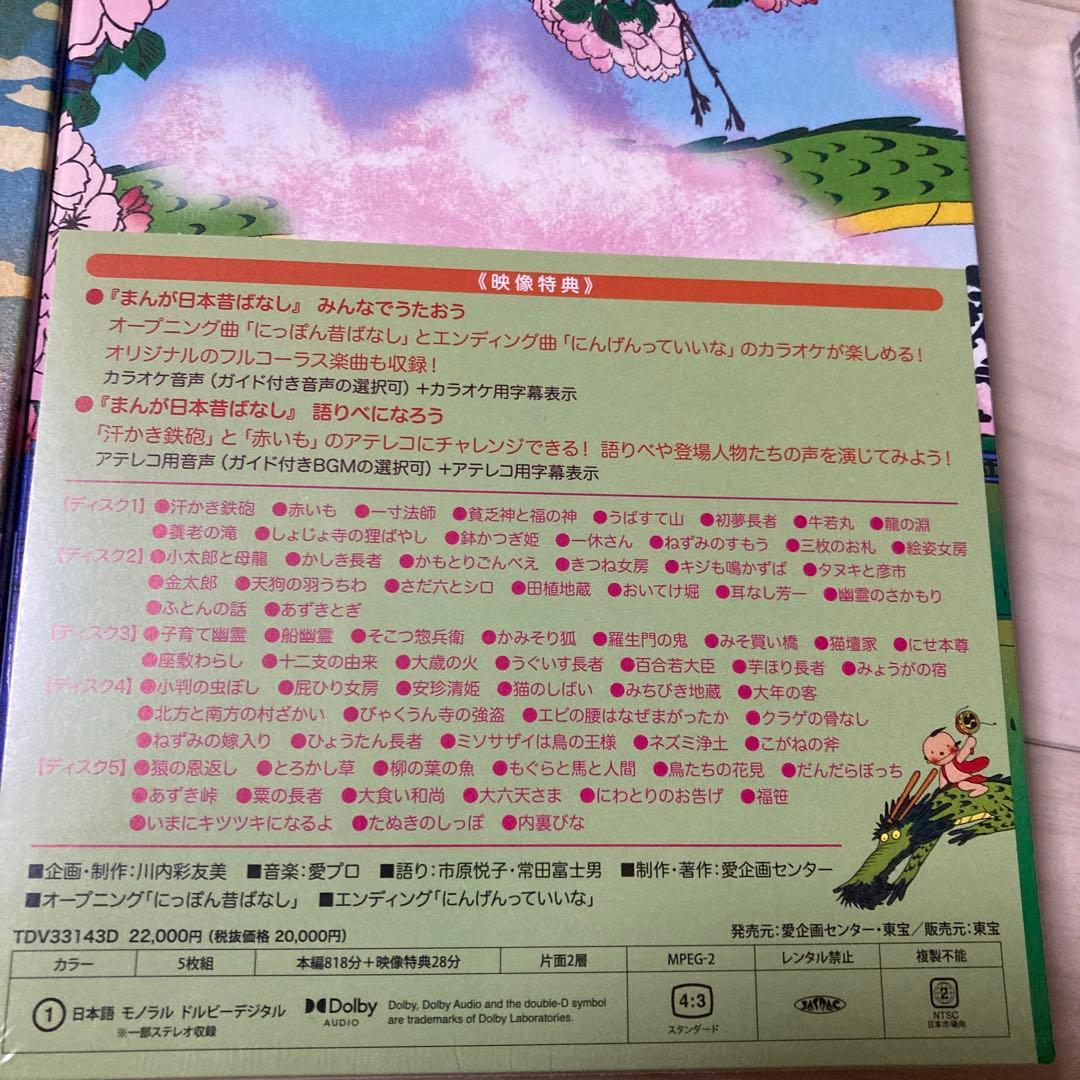 《映像特典》
●『まんが日本昔ばなし』 みんなでうたおう
オープニング曲「にっぽん昔ばなし」とエンディング曲「にんげんっていいな」のカラオケが楽しめる!
オリジナルのフルコーラス楽曲も収録!
カラオケ音声(ガイド付き音声の選択可)+カラオケ用字幕表示
●『まんが日本昔ばなし』 語りべになろう
「汗かき鉄砲」と「赤いも」のアテレコにチャレンジできる! 語りべや登場人物たちの声を演じてみよう!
アテレコ用音声(ガイド付きBGMの選択可)+アテレコ用字幕表示
【ディスク1】●汗かき鉄砲 ●赤いも ●一寸法師 ●貧乏神と福の神 ●うばすて山 ●初夢長者 ●牛若丸 ●龍の淵
●養老の滝 ●しょじょ寺の狸ばやし ●鉢かつぎ姫 ●一休さん ●ねずみのすもう ●三枚のお札 ●絵姿女房
【ディスク2】●小太郎と母龍 ●かしき長者 ●かもとりごんべえ ●きつね女房 ●キジも鳴かずば ●タヌキと彦市
●金太郎 ●天狗の羽うちわ ●さだ六とシロ ●田植地蔵 ●おいてけ堀 ●耳なし芳一 ●幽霊のさかもり
●ふとんの話 ●あずきとぎ
【ディスク3】●子育て幽霊 ●船幽霊 ●そこつ惣兵衛 ●かみそり狐 ●羅生門の鬼 ●みそ買い橋 ●猫壇家 ●にせ本尊
●座敷わらし ●十二支の由来 ●大歳の火 ●うぐいす長者 ●百合若大臣 ●芋ほり長者 ●みょうがの宿
【ディスク4】●小判の虫ぼし ●屁ひり女房 ●安珍清姫 ●猫のしばい ●みちびき地蔵 ●大年の客
●北方と南方の村ざかい ●びゃくうん寺の強盗 ●エビの腰はなぜまがったか ●クラゲの骨なし
●ねずみの嫁入り ●ひょうたん長者 ●ミソサザイは鳥の王様 ●ネズミ浄土 ●こがねの斧
【ディスク5】●猿の恩返し ●とろかし草 ●柳の葉の魚 ●もぐらと馬と人間 ●鳥たちの花見 ●だんだらぼっち
●あずき峠 ●粟の長者 ●大食い和尚 ●大六天さま ●にわとりのお告げ ●福笹
●いまにキツツキになるよ ●たぬきのしっぽ ●内裏びな
■企画・制作:川内彩友美 ■音楽:愛プロ ■語り:市原悦子・常田富士男 ■制作・著作:愛企画センター
■オープニング「にっぽん昔ばなし」 ■エンディング「にんげんっていいな」
TDV33143D 22,000円(税抜価格 20,000円) 発売元:愛企画センター・東宝/販売元:東宝
カラー 5枚組 本編818分+映像特典28分 片面2層 MPEG-2 レンタル禁止 複製不能
① 日本語 モノラル ドルビーデジタル
※一部ステレオ収録
Dolby
AUDIO
Dolby, Dolby Audio and the double-D symbol
are trademarks of Dolby Laboratories.
4:3
スタンダード
JASRAC
2
NTSC
日本市場向